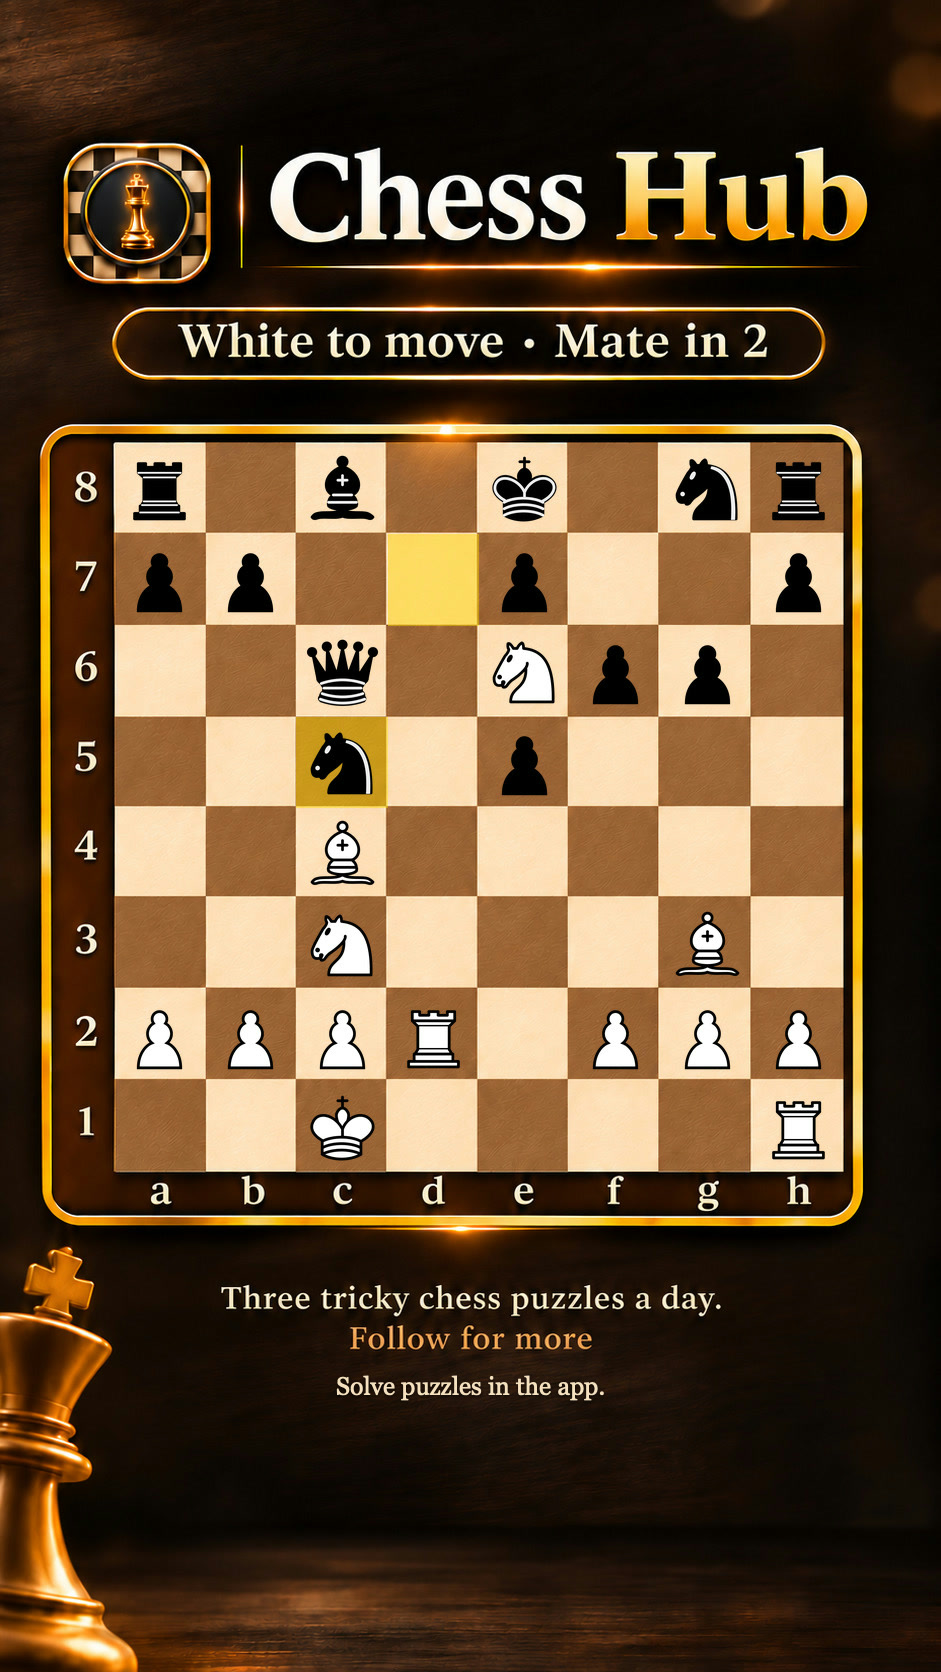 Chess Hub
White to move • Mate in 2
8
7
6
5
4
3
2
1
a b c d e f g h
Three tricky chess puzzles a day.
Follow for more
Solve puzzles in the app.